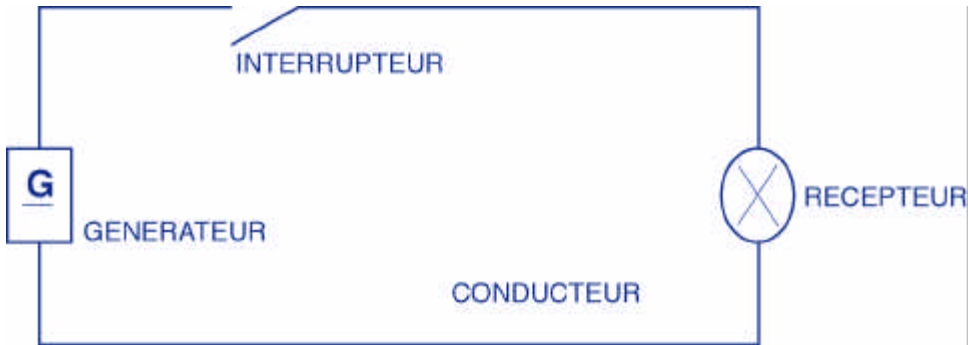 INTERRUPTEUR
G
GENERATEUR
RECEPTEUR
CONDUCTEUR